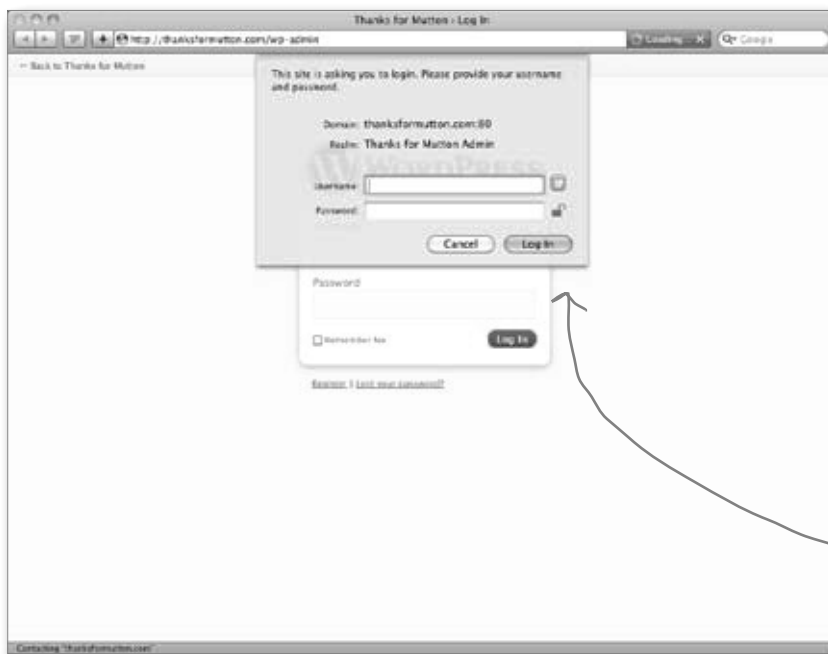 Thanks for Mutton › Log In
http://thanksformutton.com/wp-admin
Loading...
Google
← Back to Thanks for Mutton
This site is asking you to login. Please provide your username
and password.
Domain: thanksformutton.com:80
Realm: Thanks for Mutton Admin
WORDPRESS
Username:
Password:
Cancel
Log In
Password
Remember Me
Log In
Register | Lost your password?
Contacting "thanksformutton.com"